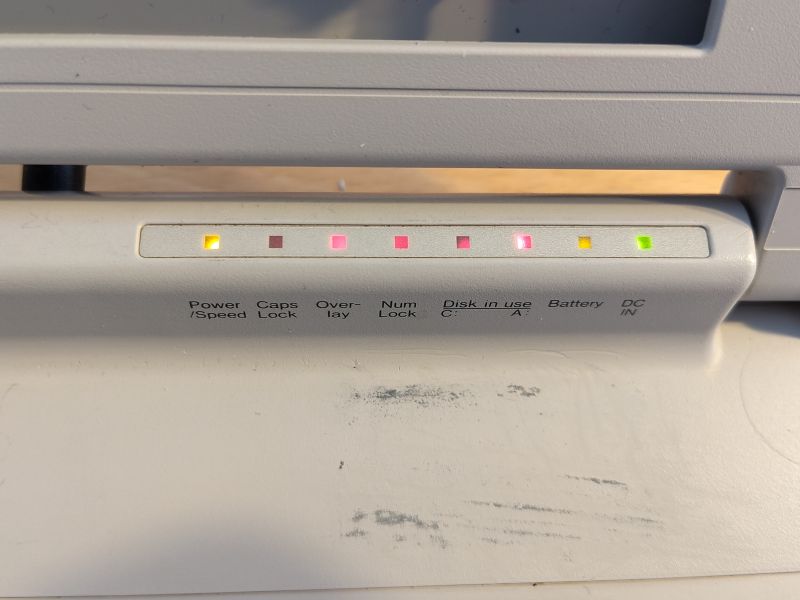 Power Caps Over- Num Disk in use Battery DC
/Speed Lock lay Lock C: A: IN